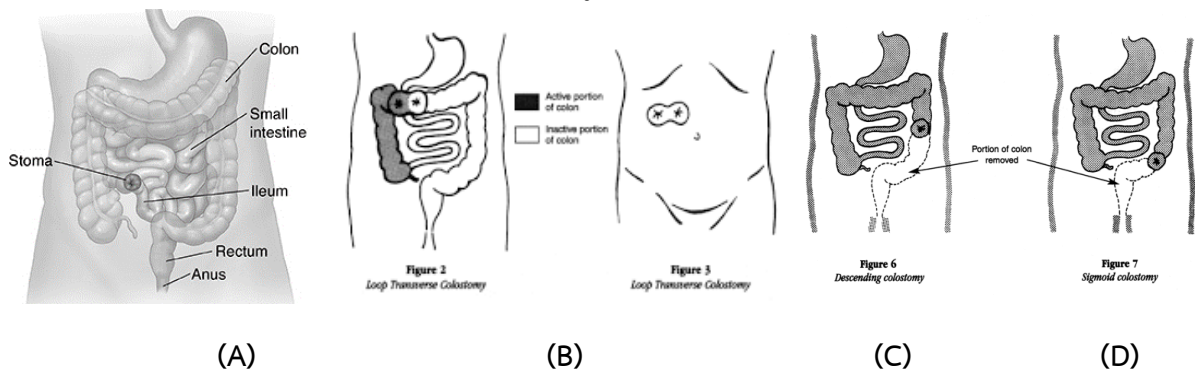 Colon
Small
intestine
Stoma
Ileum
Rectum
Anus
Active portion
of colon
Inactive portion
of colon
Figure 2
Loop Transverse Colostomy
Figure 3
Loop Transverse Colostomy
Portion of colon
removed
Figure 6
Descending colostomy
Figure 7
Sigmoid colostomy
(A)
(B)
(C)
(D)